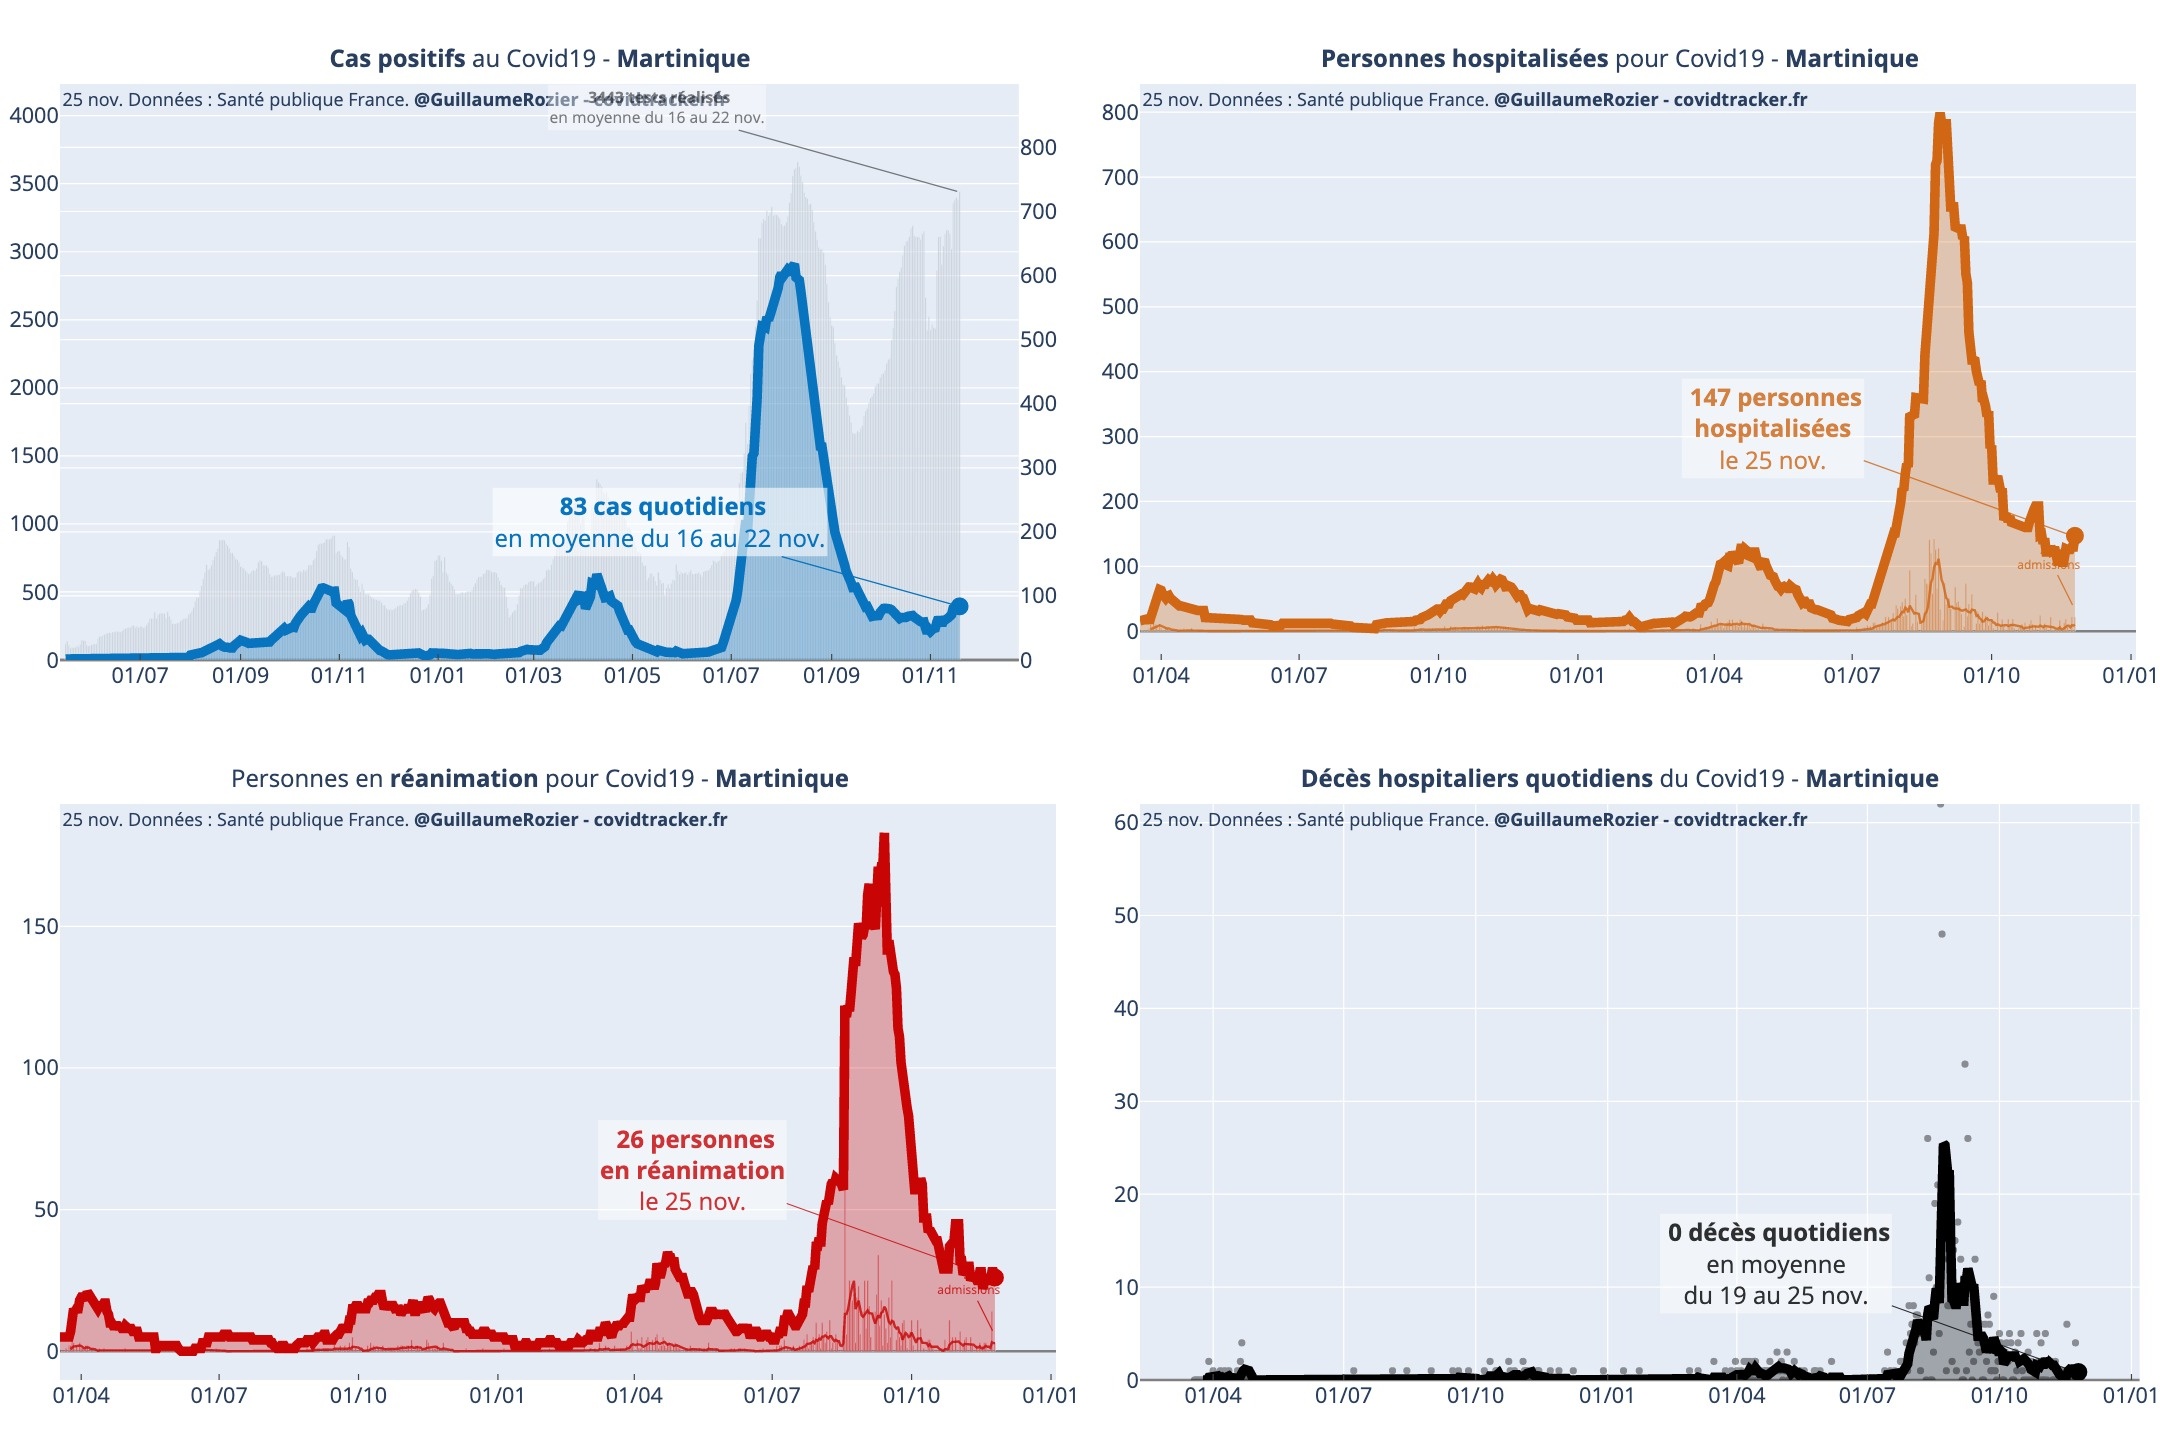 Cas positifs au Covid19 - Martinique
25 nov. Données : Santé publique France. @GuillaumeRozier - covidtracker.fr
3443 tests réalisés
en moyenne du 16 au 22 nov.
4000
3500
3000
2500
2000
1500
1000
500
0
800
700
600
500
400
300
200
100
0
83 cas quotidiens
en moyenne du 16 au 22 nov.
01/07 01/09 01/11 01/01 01/03 01/05 01/07 01/09 01/11
Personnes hospitalisées pour Covid19 - Martinique
25 nov. Données : Santé publique France. @GuillaumeRozier - covidtracker.fr
800
700
600
500
400
300
200
100
0
147 personnes
hospitalisées
le 25 nov.
admissions
01/04 01/07 01/10 01/01 01/04 01/07 01/10 01/01
Personnes en réanimation pour Covid19 - Martinique
25 nov. Données : Santé publique France. @GuillaumeRozier - covidtracker.fr
150
100
50
0
26 personnes
en réanimation
le 25 nov.
admissions
01/04 01/07 01/10 01/01 01/04 01/07 01/10 01/01
Décès hospitaliers quotidiens du Covid19 - Martinique
25 nov. Données : Santé publique France. @GuillaumeRozier - covidtracker.fr
60
50
40
30
20
10
0
0 décès quotidiens
en moyenne
du 19 au 25 nov.
01/04 01/07 01/10 01/01 01/04 01/07 01/10 01/01